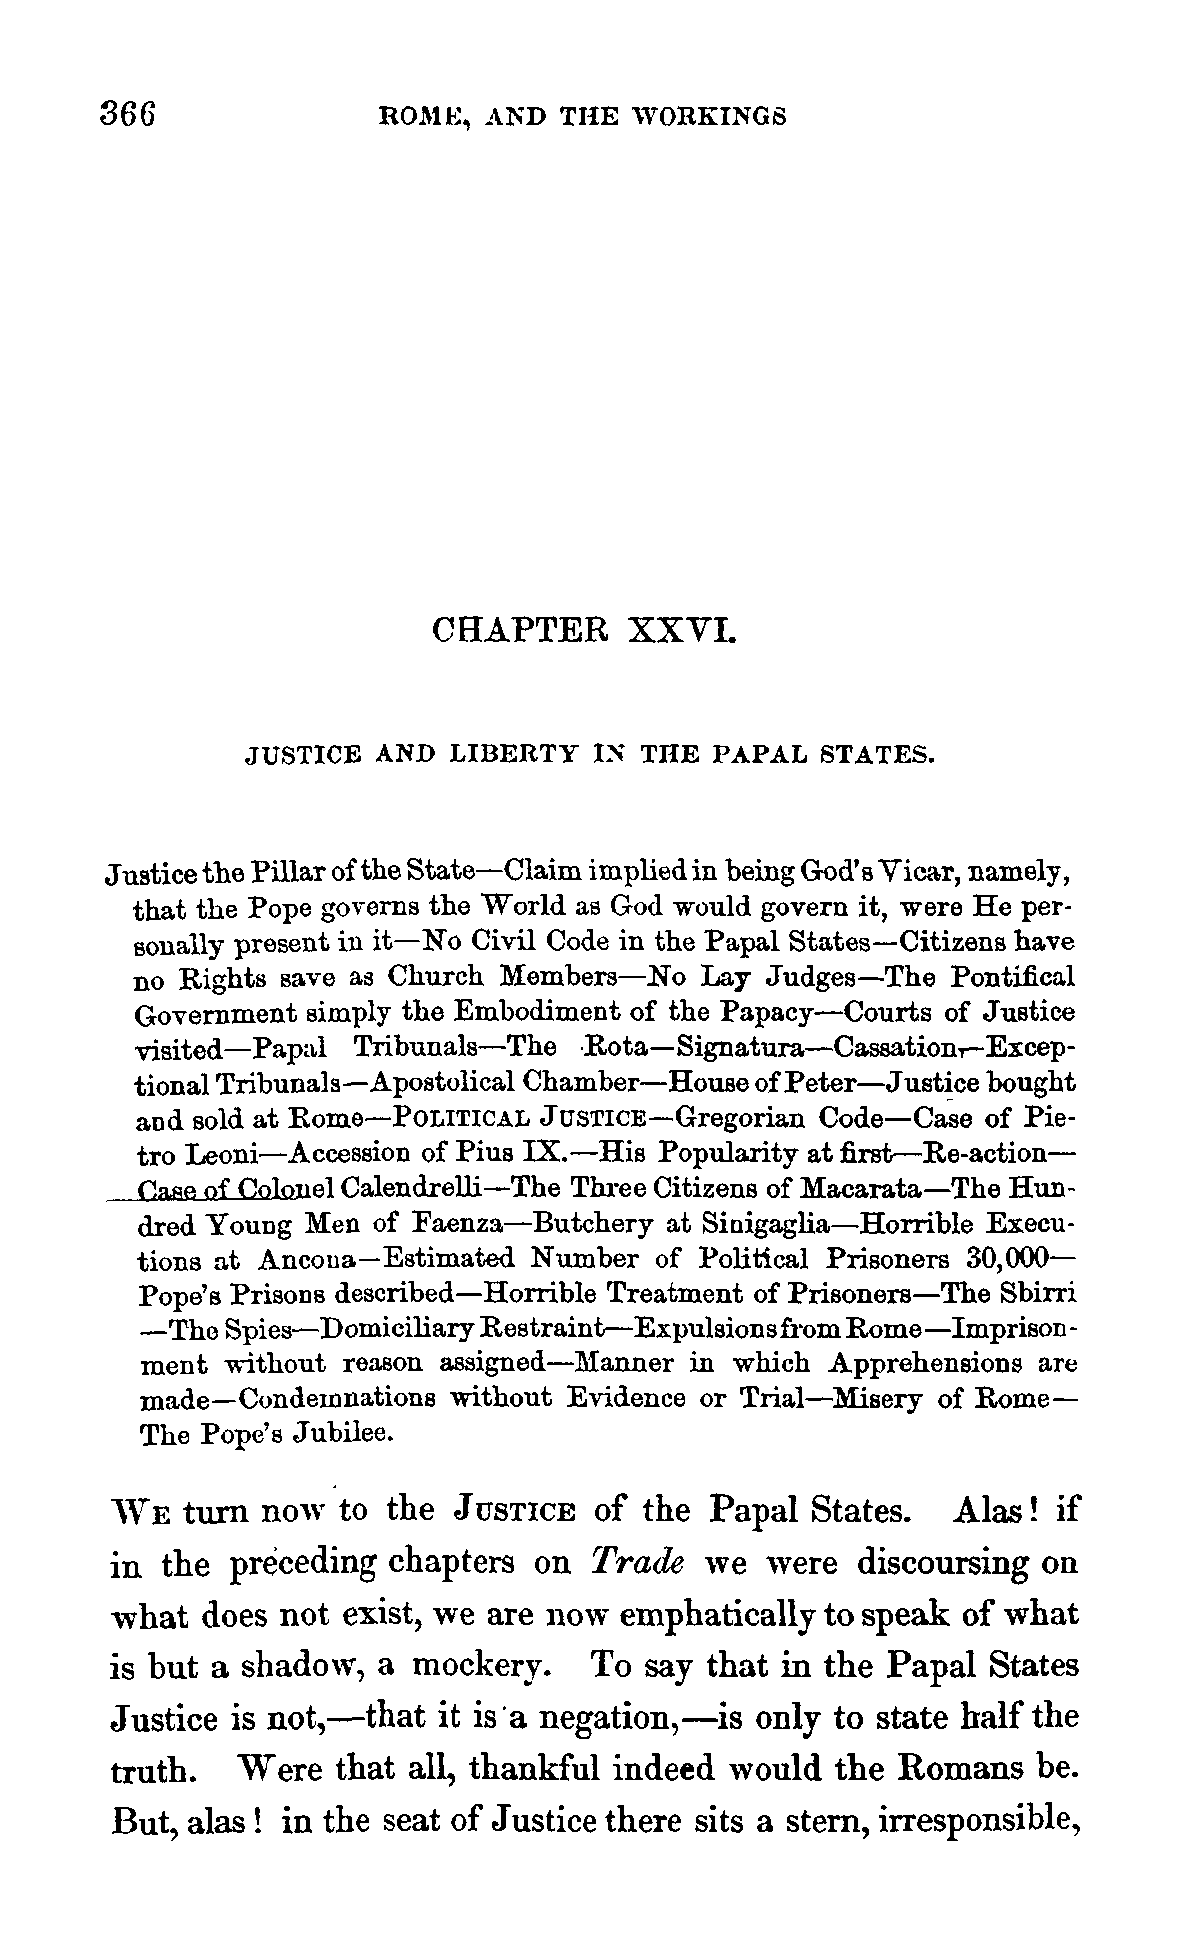 366 ROME, AND THE WORKINGS
CHAPTER XXVI.
JUSTICE AND LIBERTY IN THE PAPAL STATES.
Justice the Pillar of the State—Claim implied in being God's Vicar, namely,
that the Pope governs the World as God would govern it, were He per-
sonally present in it—No Civil Code in the Papal States—Citizens have
no Rights save as Church Members—No Lay Judges—The Pontifical
Government simply the Embodiment of the Papacy—Courts of Justice
visited—Papal Tribunals—The Rota—Signatura—Cassation—Excep-
tional Tribunals—Apostolical Chamber—House of Peter—Justice bought
and sold at Rome—POLITICAL JUSTICE—Gregorian Code—Case of Pie-
tro Leoni—Accession of Pius IX.—His Popularity at first—Re-action—
Case of Colonel Calendrelli—The Three Citizens of Macarata—The Hun-
dred Young Men of Faenza—Butchery at Sinigaglia—Horrible Execu-
tions at Ancona—Estimated Number of Political Prisoners 30,000—
Pope's Prisons described—Horrible Treatment of Prisoners—The Sbirri
—The Spies—Domiciliary Restraint—Expulsions from Rome—Imprison-
ment without reason assigned—Manner in which Apprehensions are
made—Condemnations without Evidence or Trial—Misery of Rome—
The Pope's Jubilee.
WE turn now to the JUSTICE of the Papal States. Alas! if
in the preceding chapters on Trade we were discoursing on
what does not exist, we are now emphatically to speak of what
is but a shadow, a mockery. To say that in the Papal States
Justice is not,—that it is a negation,—is only to state half the
truth. Were that all, thankful indeed would the Romans be.
But, alas! in the seat of Justice there sits a stern, irresponsible,